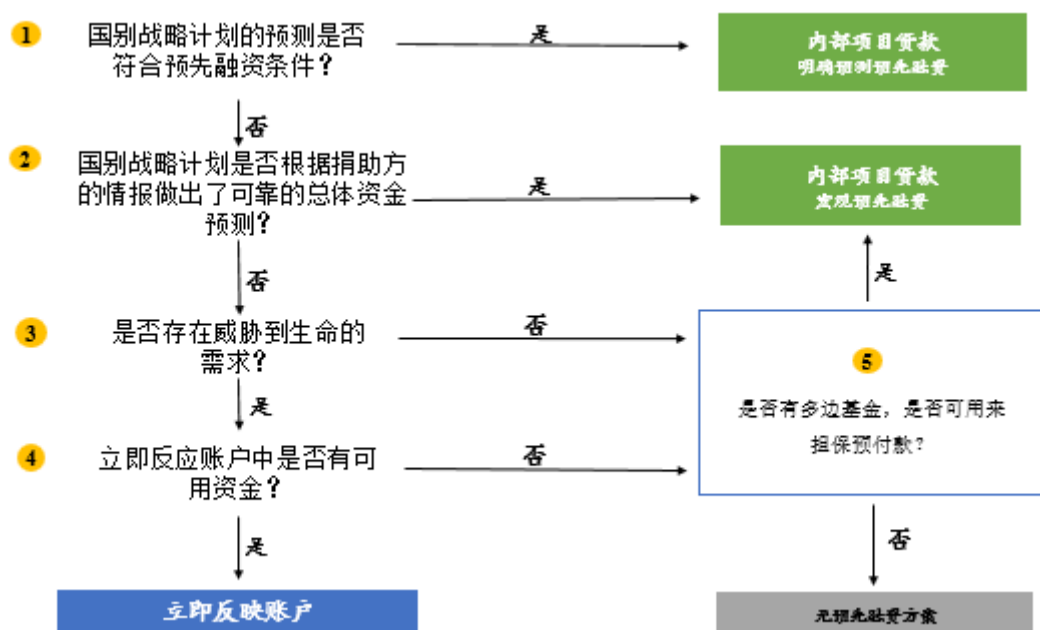 1
国别战略计划的预测是否
符合预先融资条件？
是
内部项目贷款
明确预测预先融资
否
2
国别战略计划是否根据捐助方
的情报做出了可靠的总体资金
预测？
是
内部项目贷款
宏观预先融资
否
是
3
是否存在威胁到生命的
需求？
否
5
是否有多边基金，是否可用来
担保预付款？
是
4
立即反应账户中是否有可
用资金？
否
是
否
立即反映账户
无预先融资方案